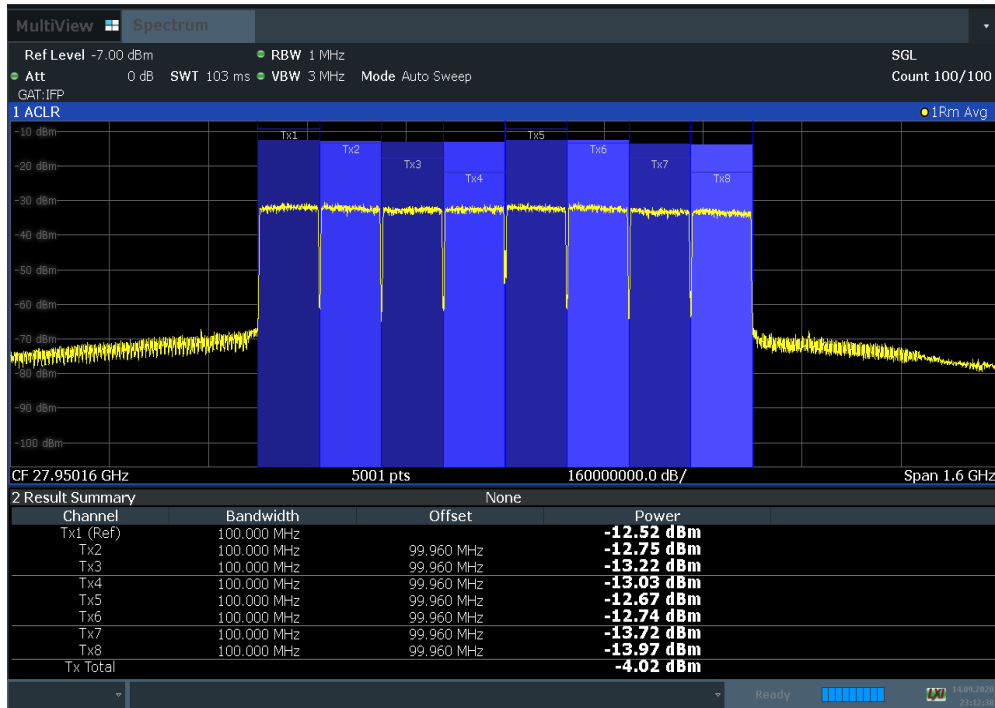 MultiView Spectrum
Ref Level -7.00 dBm RBW 1 MHz SGL
Att 0 dB SWT 103 ms VBW 3 MHz Mode Auto Sweep Count 100/100
GAT:IFP
1 ACLR 1Rm Avg
-10 dBm
Tx1 Tx5
Tx2 Tx6
-20 dBm Tx3 Tx7
Tx4 Tx8
-30 dBm
-40 dBm
-50 dBm
-60 dBm
-70 dBm
-80 dBm
-90 dBm
-100 dBm
CF 27.95016 GHz 5001 pts 160000000.0 dB/ Span 1.6 GHz
2 Result Summary None
Channel Bandwidth Offset Power
Tx1 (Ref) 100.000 MHz -12.52 dBm
Tx2 100.000 MHz 99.960 MHz -12.75 dBm
Tx3 100.000 MHz 99.960 MHz -13.22 dBm
Tx4 100.000 MHz 99.960 MHz -13.03 dBm
Tx5 100.000 MHz 99.960 MHz -12.67 dBm
Tx6 100.000 MHz 99.960 MHz -12.74 dBm
Tx7 100.000 MHz 99.960 MHz -13.72 dBm
Tx8 100.000 MHz 99.960 MHz -13.97 dBm
Tx Total -4.02 dBm
Ready LXI 14.09.2020
23:12:38